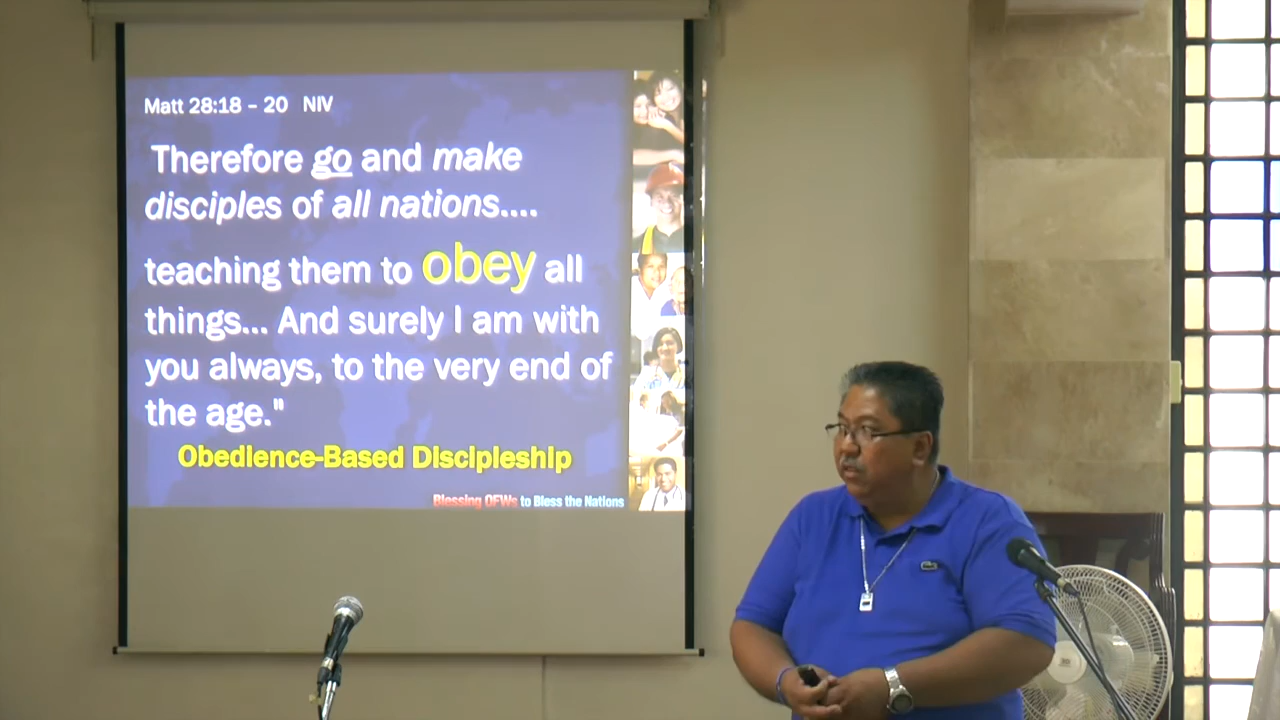 Matt 28:18 – 20 NIV
Therefore go and make
disciples of all nations....
teaching them to obey all
things... And surely I am with
you always, to the very end of
the age."
Obedience-Based Discipleship
Blessing OFWs to Bless the Nations